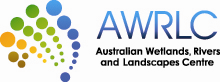 AWRLC
Australian Wetlands, Rivers
and Landscapes Centre